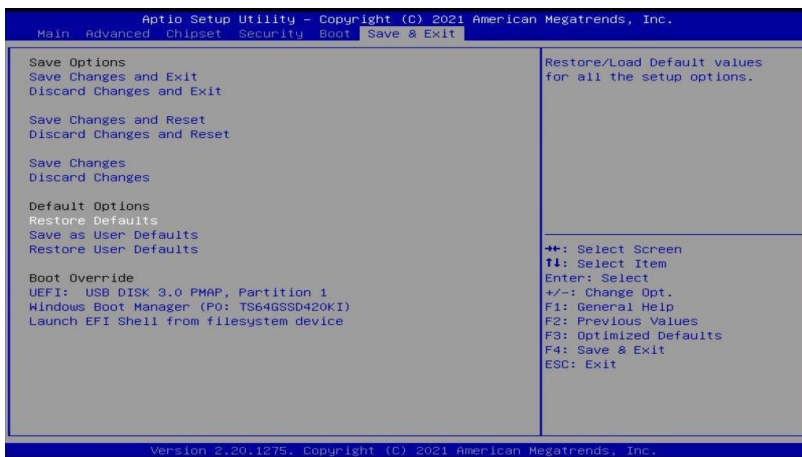 Aptio Setup Utility – Copyright (C) 2021 American Megatrends, Inc.
Main Advanced Chipset Security Boot Save & Exit
Save Options
Save Changes and Exit
Discard Changes and Exit
Save Changes and Reset
Discard Changes and Reset
Save Changes
Discard Changes
Default Options
Restore Defaults
Save as User Defaults
Restore User Defaults
Boot Override
UEFI: USB DISK 3.0 PMAP, Partition 1
Windows Boot Manager (P0: TS64GSSD420KI)
Launch EFI Shell from filesystem device
Restore/Load Default values
for all the setup options.
→←: Select Screen
↑↓: Select Item
Enter: Select
+/-: Change Opt.
F1: General Help
F2: Previous Values
F3: Optimized Defaults
F4: Save & Exit
ESC: Exit
Version 2.20.1275. Copyright (C) 2021 American Megatrends, Inc.